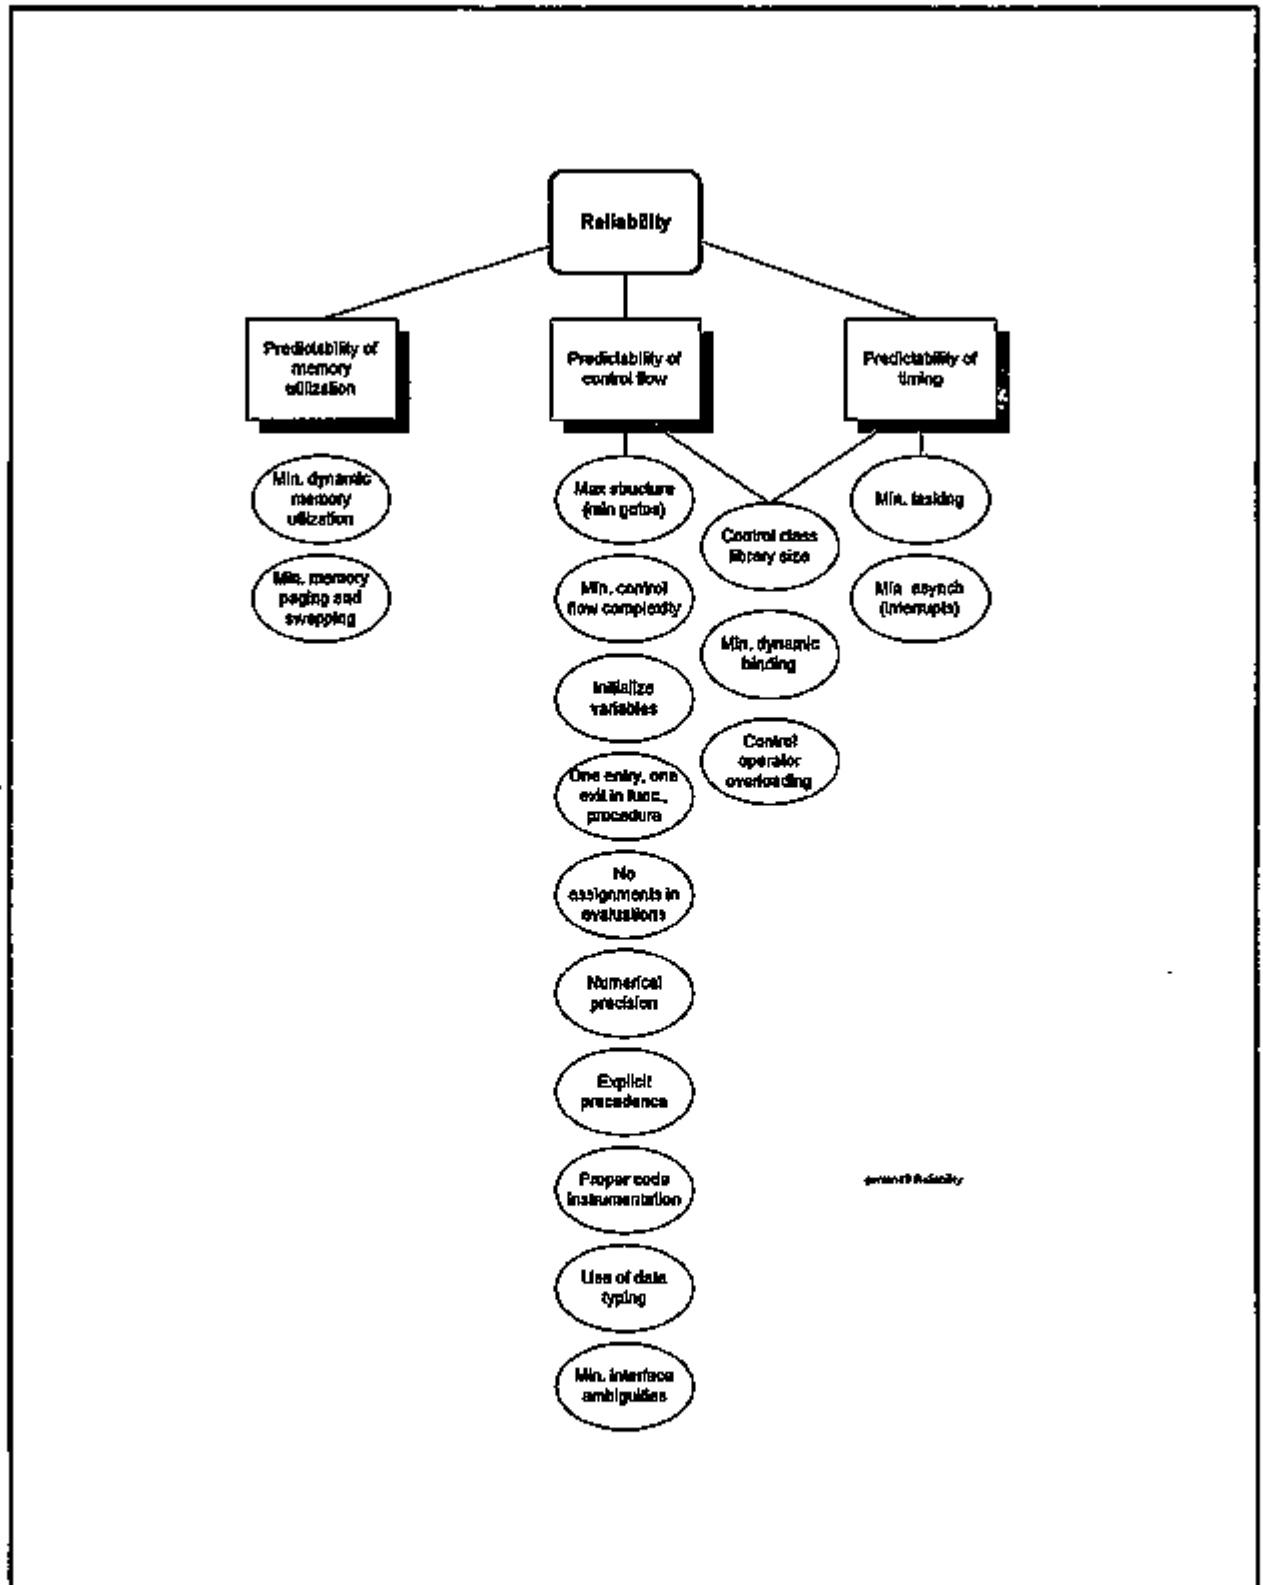 Reliability
Predictability of
memory
utilization
Predictability of
control flow
Predictability of
timing
Min. dynamic
memory
utilization
Min. memory
paging and
swapping
Max structure
(min gotos)
Min. control
flow complexity
Initialize
variables
One entry, one
exit in func.,
procedure
No
assignments in
evaluations
Numerical
precision
Explicit
precedence
Proper code
instrumentation
Use of data
typing
Min. interface
ambiguities
Control class
library size
Min. dynamic
binding
Control
operator
overloading
Min. tasking
Min. asynch
(interrupts)
Reliability